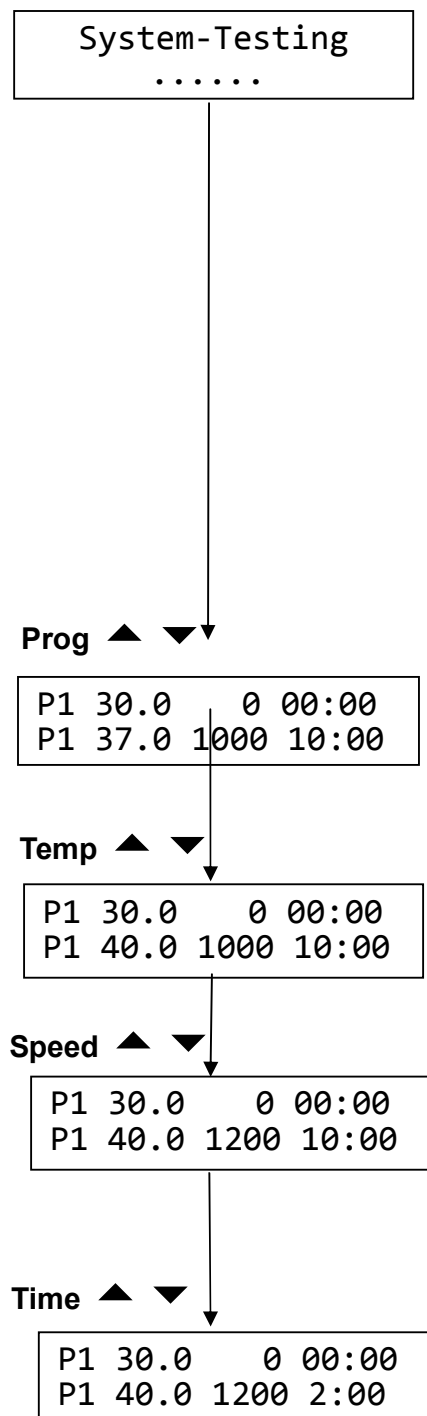 System-Testing
......
Prog ▲ ▼
P1 30.0 0 00:00
P1 37.0 1000 10:00
Temp ▲ ▼
P1 30.0 0 00:00
P1 40.0 1000 10:00
Speed ▲ ▼
P1 30.0 0 00:00
P1 40.0 1200 10:00
Time ▲ ▼
P1 30.0 0 00:00
P1 40.0 1200 2:00